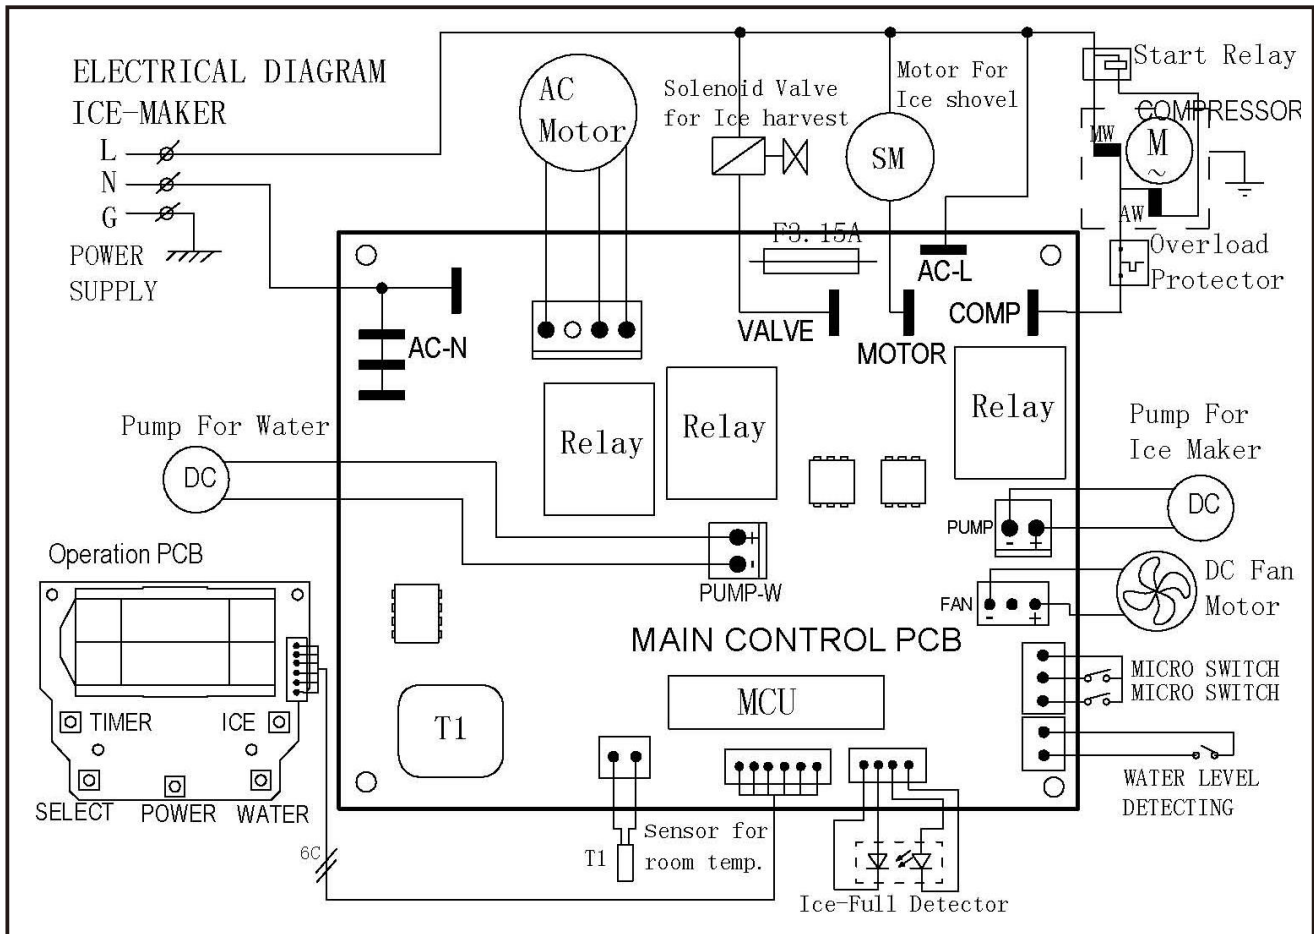 ELECTRICAL DIAGRAM
ICE-MAKER
L
N
G
POWER
SUPPLY
AC
Motor
Solenoid Valve
for Ice harvest
Motor For
Ice shovel
SM
Start Relay
COMPRESSOR
MW
M
~
AW
Overload
Protector
F3.15A
AC-L
COMP
VALVE
MOTOR
AC-N
Relay
Relay
Relay
Pump For Water
DC
Pump For
Ice Maker
DC
PUMP
- +
+
-
PUMP-W
DC Fan
Motor
FAN
- +
Operation PCB
TIMER
ICE
SELECT
POWER
WATER
MAIN CONTROL PCB
MCU
T1
MICRO SWITCH
MICRO SWITCH
WATER LEVEL
DETECTING
6C
T1
Sensor for
room temp.
Ice-Full Detector